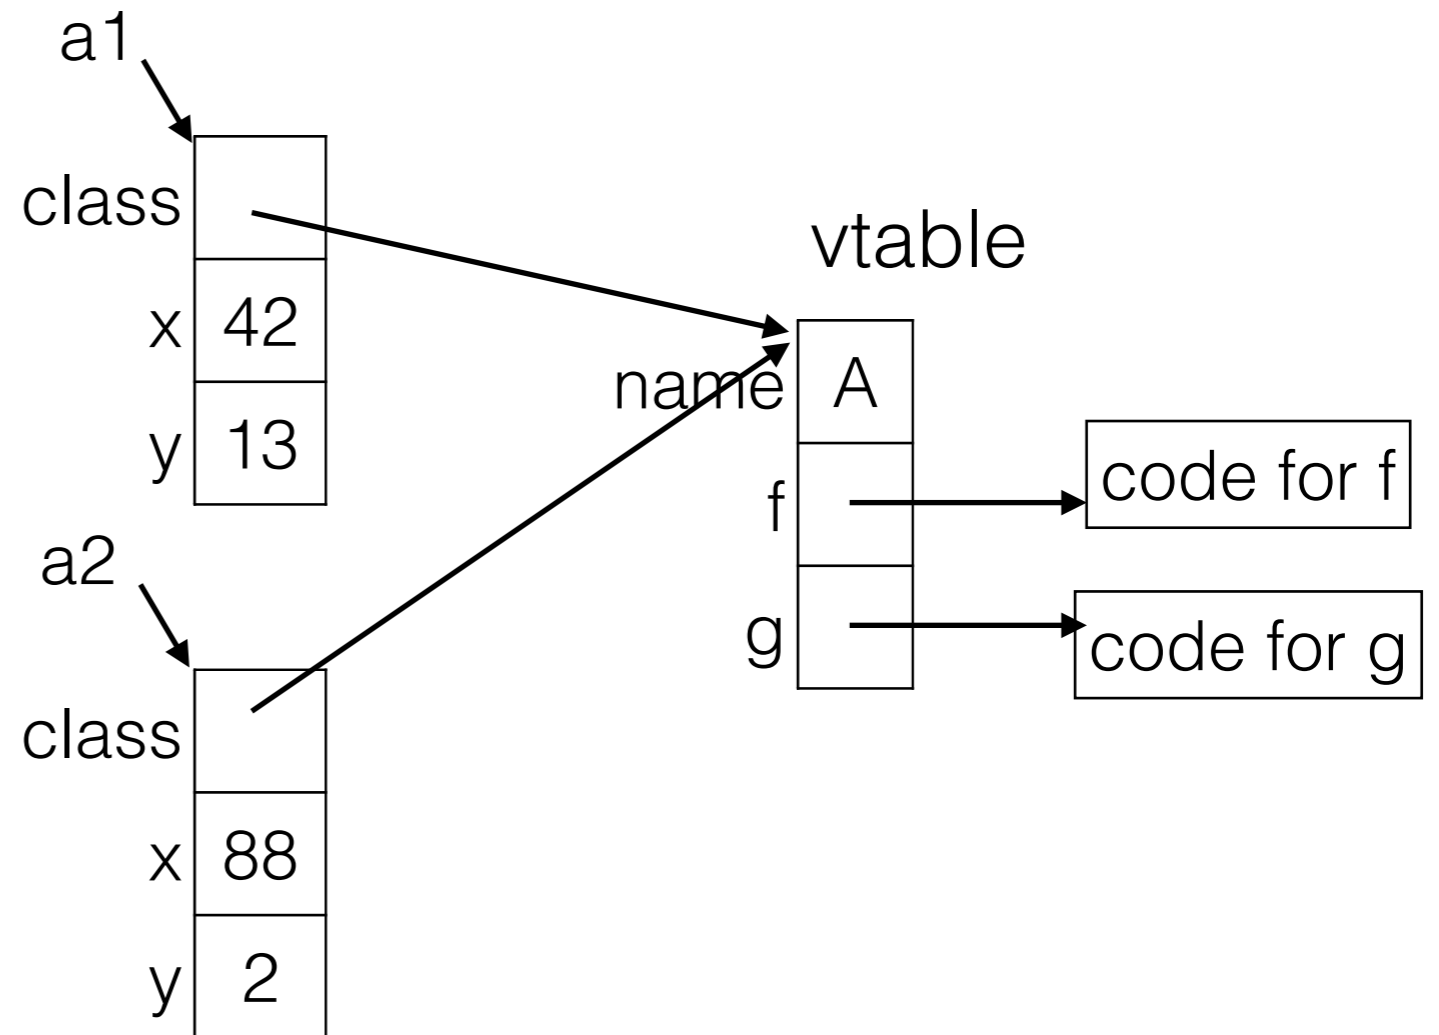 a1
class
x 42
y 13
a2
class
x 88
y 2
vtable
name A
f
g
code for f
code for g